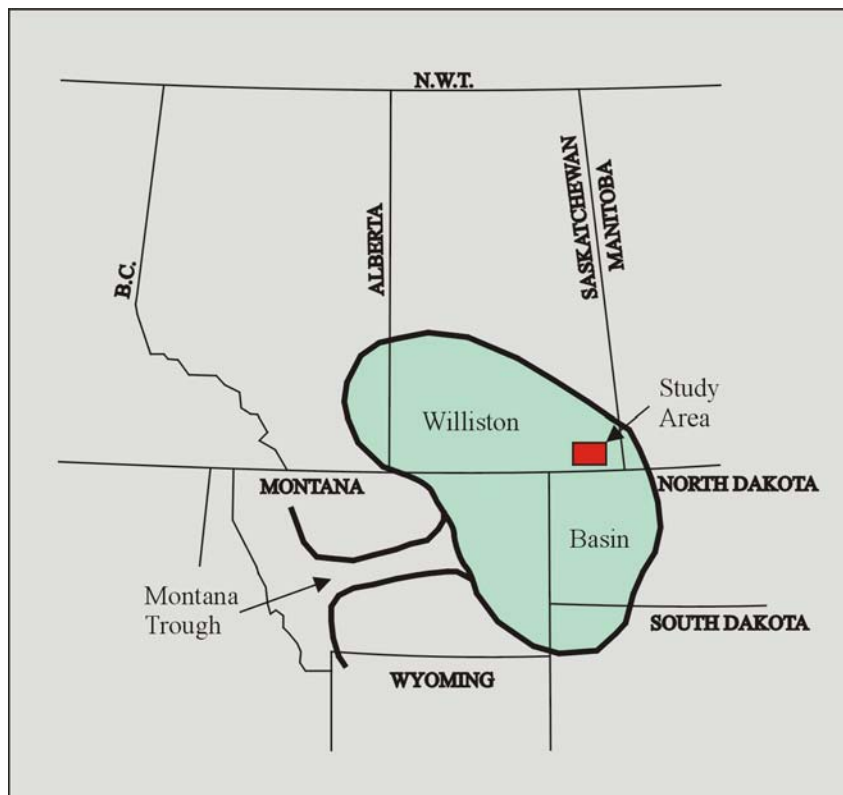 N.W.T.
B.C.
ALBERTA
SASKATCHEWAN
MANITOBA
Study
Area
Williston
MONTANA
NORTH DAKOTA
Basin
Montana
Trough
SOUTH DAKOTA
WYOMING